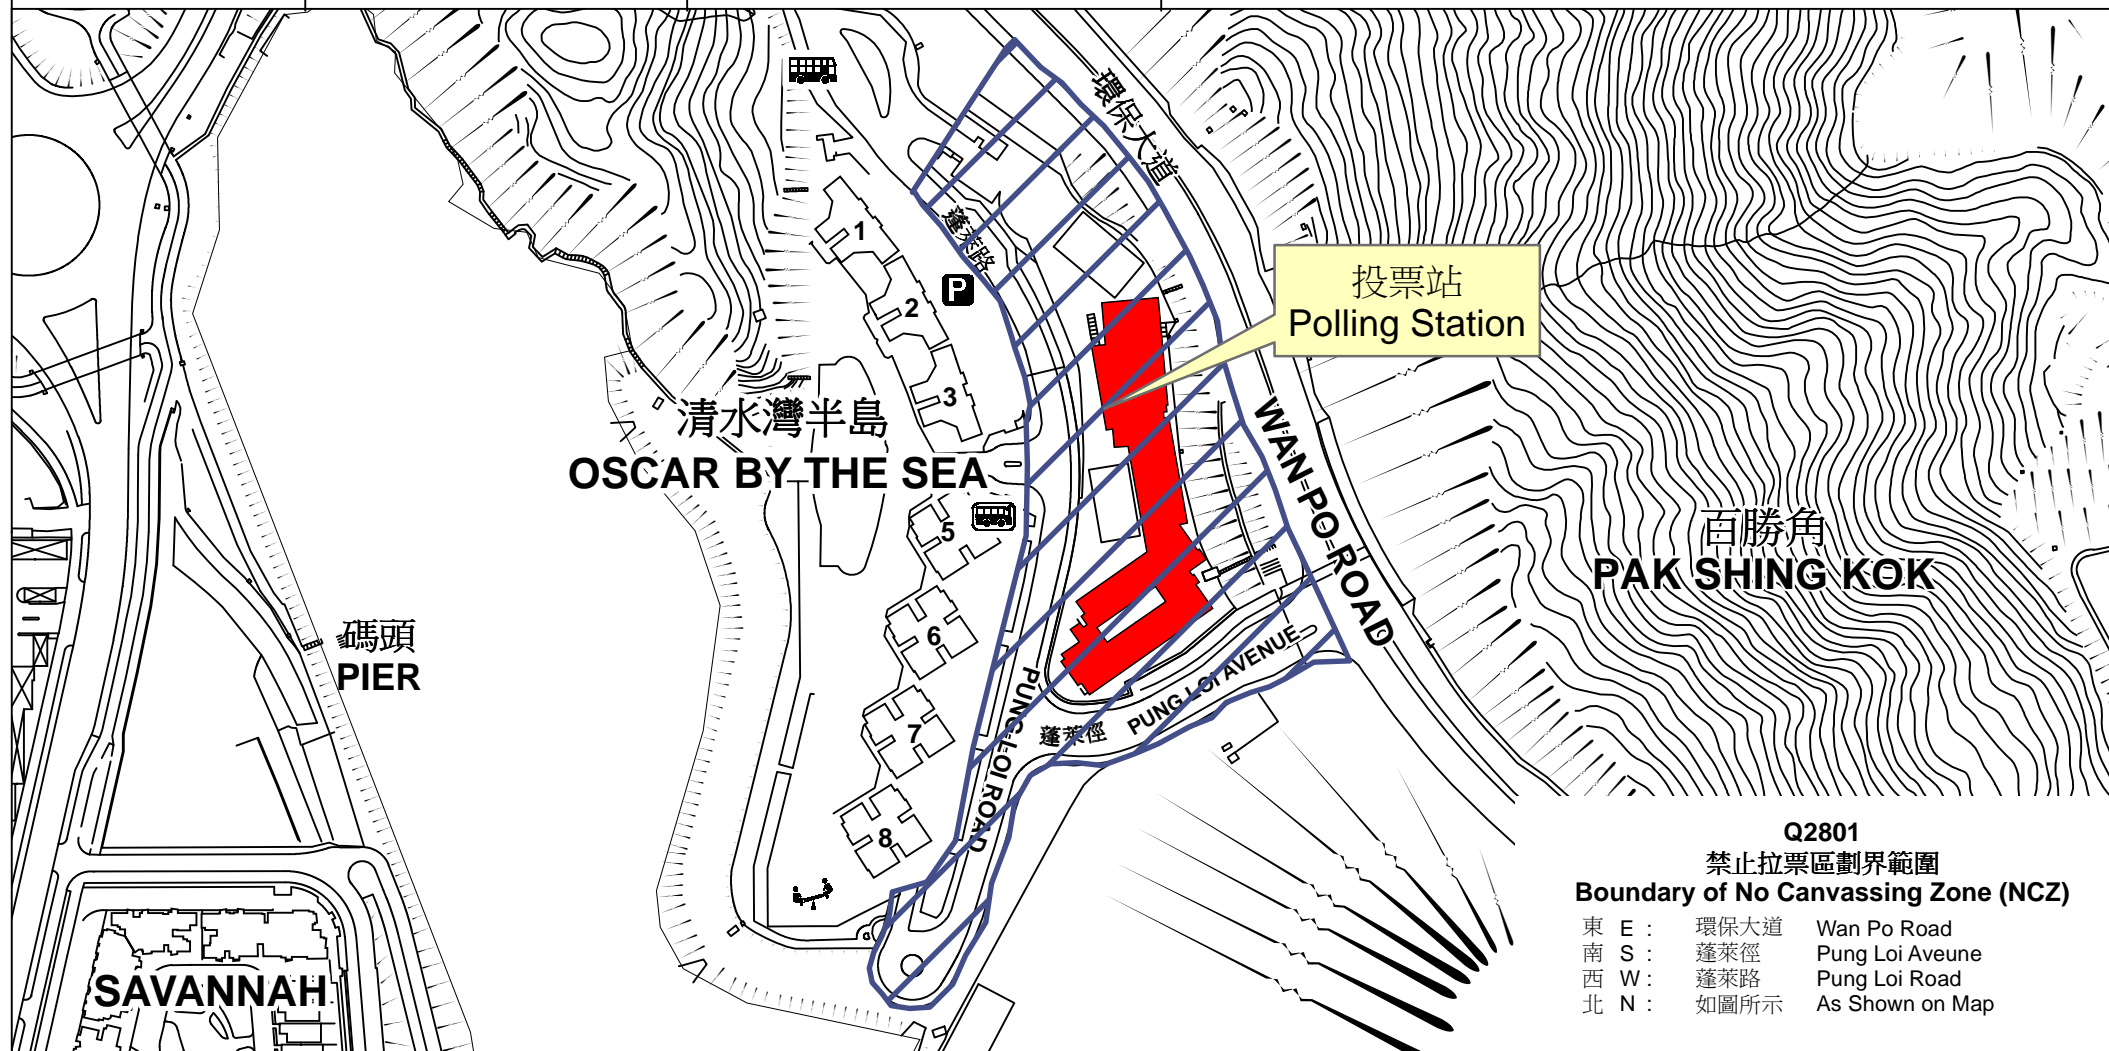 環保大道
蓬萊路
1
2
P
3
投票站
Polling Station
清水灣半島
OSCAR BY THE SEA
WAN PO ROAD
5
百勝角
PAK SHING KOK
6
碼頭
PIER
7
PUNG LOI AVENUE
蓬萊徑
PUNG LOI ROAD
8
SAVANNAH
Q2801
禁止拉票區劃界範圍
Boundary of No Canvassing Zone (NCZ)
東 E : 環保大道 Wan Po Road
南 S : 蓬萊徑 Pung Loi Aveune
西 W : 蓬萊路 Pung Loi Road
北 N : 如圖所示 As Shown on Map